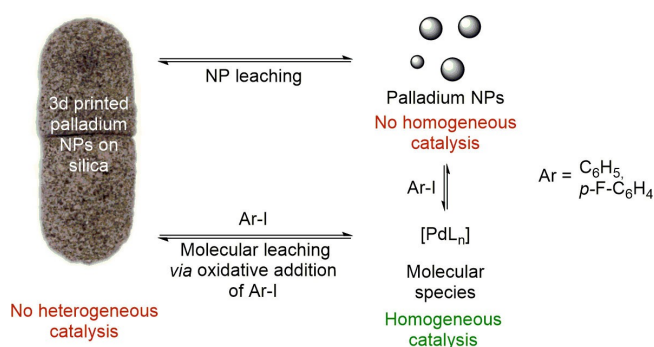 3d printed
palladium
NPs on
silica
NP leaching
Palladium NPs
No homogeneous
catalysis
Ar-I
Ar = C6H5,
p-F-C6H4
Ar-I
Molecular leaching
via oxidative addition
of Ar-I
[PdLn]
Molecular
species
No heterogeneous
catalysis
Homogeneous
catalysis